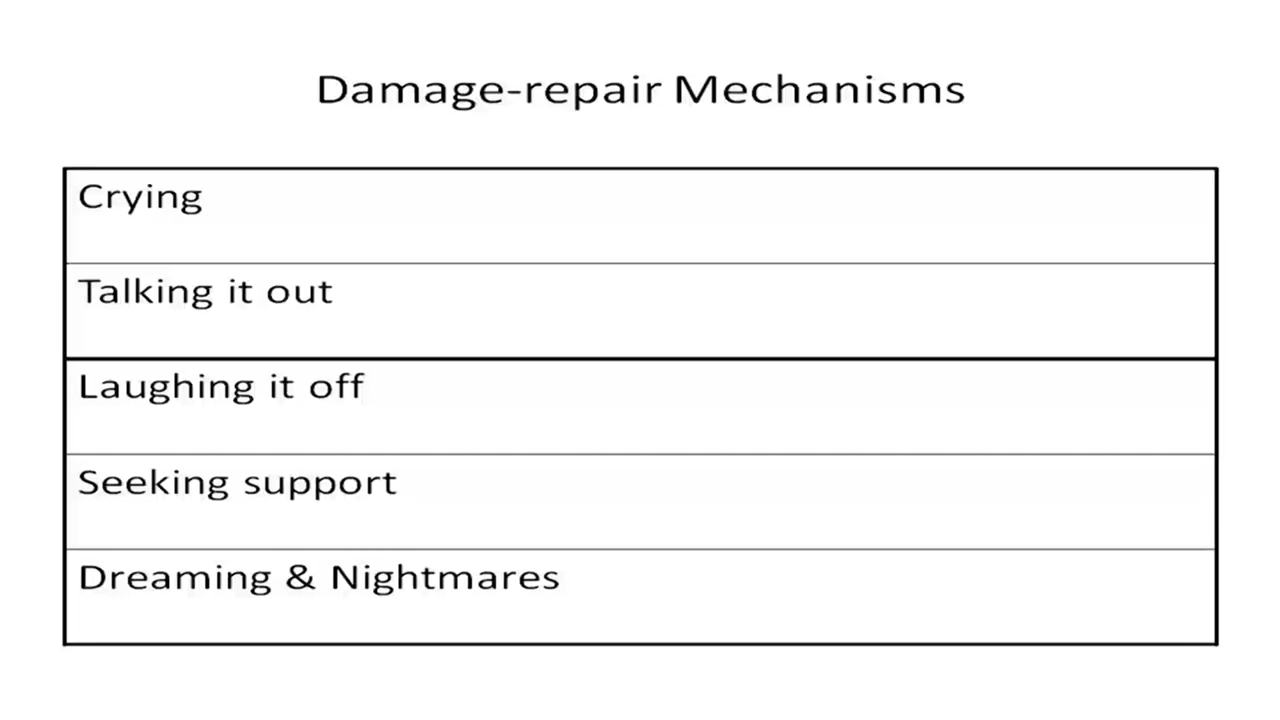 Damage-repair Mechanisms
Crying
Talking it out
Laughing it off
Seeking support
Dreaming & Nightmares